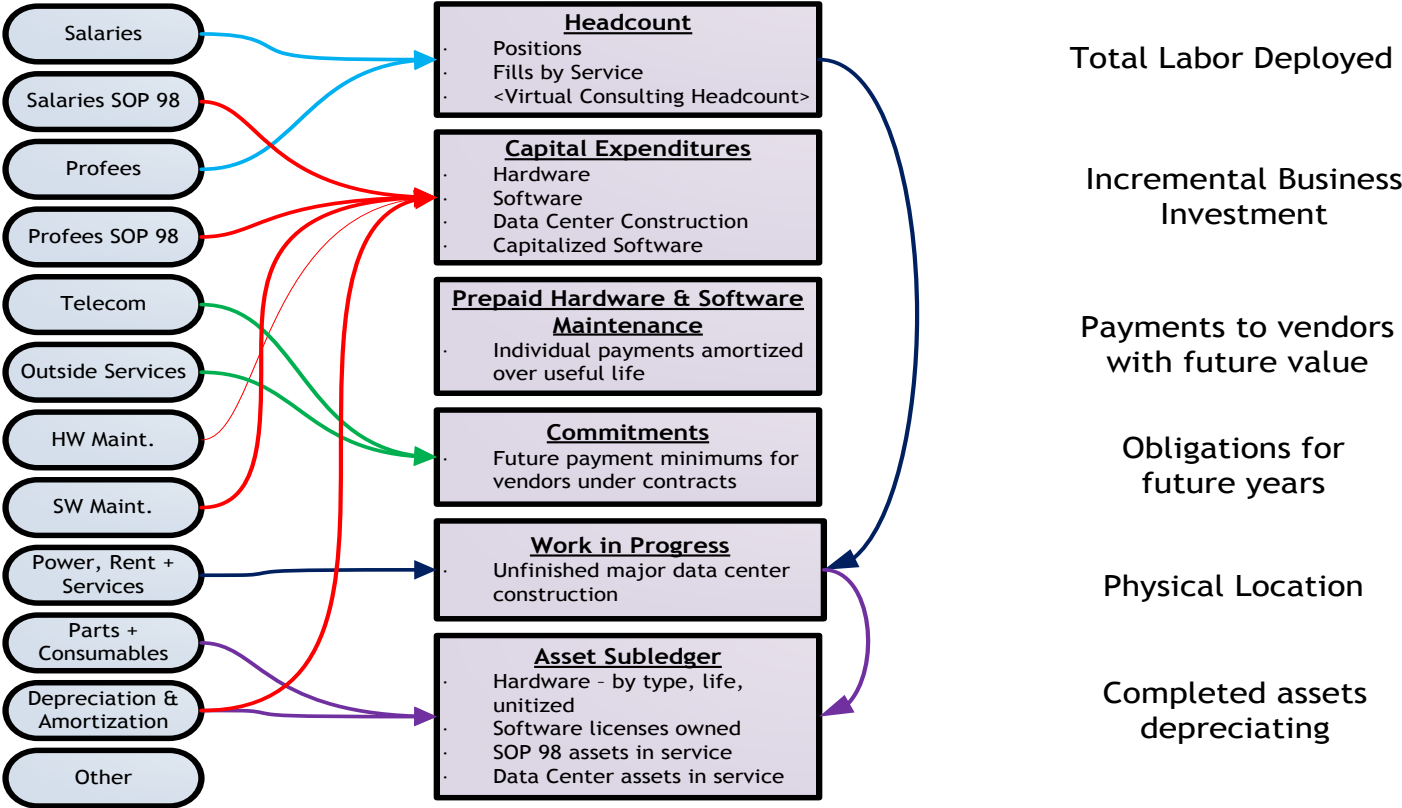 Salaries
Salaries SOP 98
Profees
Profees SOP 98
Telecom
Outside Services
HW Maint.
SW Maint.
Power, Rent +
Services
Parts +
Consumables
Depreciation &
Amortization
Other
Headcount
· Positions
· Fills by Service
· <Virtual Consulting Headcount>
Capital Expenditures
· Hardware
· Software
· Data Center Construction
· Capitalized Software
Prepaid Hardware & Software
Maintenance
· Individual payments amortized
over useful life
Commitments
· Future payment minimums for
vendors under contracts
Work in Progress
· Unfinished major data center
construction
Asset Subledger
· Hardware – by type, life,
unitized
· Software licenses owned
· SOP 98 assets in service
· Data Center assets in service
Total Labor Deployed
Incremental Business
Investment
Payments to vendors
with future value
Obligations for
future years
Physical Location
Completed assets
depreciating